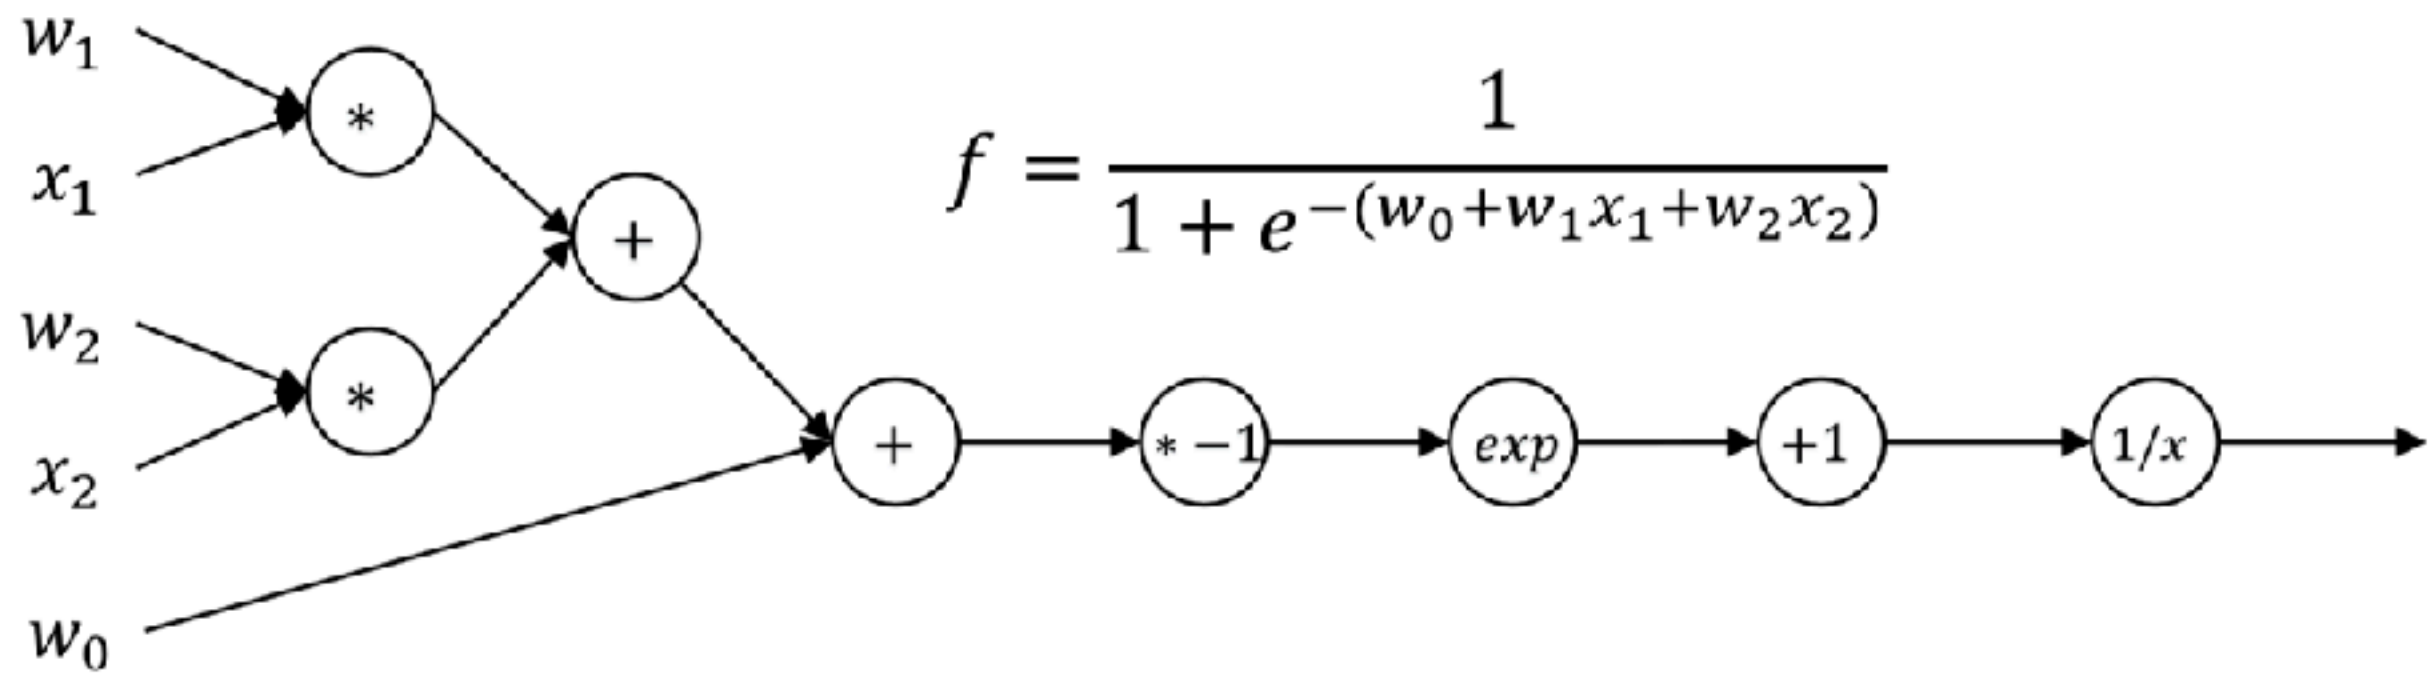 w₁
x₁
*
+
f = 1 / (1 + e^−(w₀+w₁x₁+w₂x₂))
w₂
x₂
*
+
* −1
exp
+1
1/x
w₀